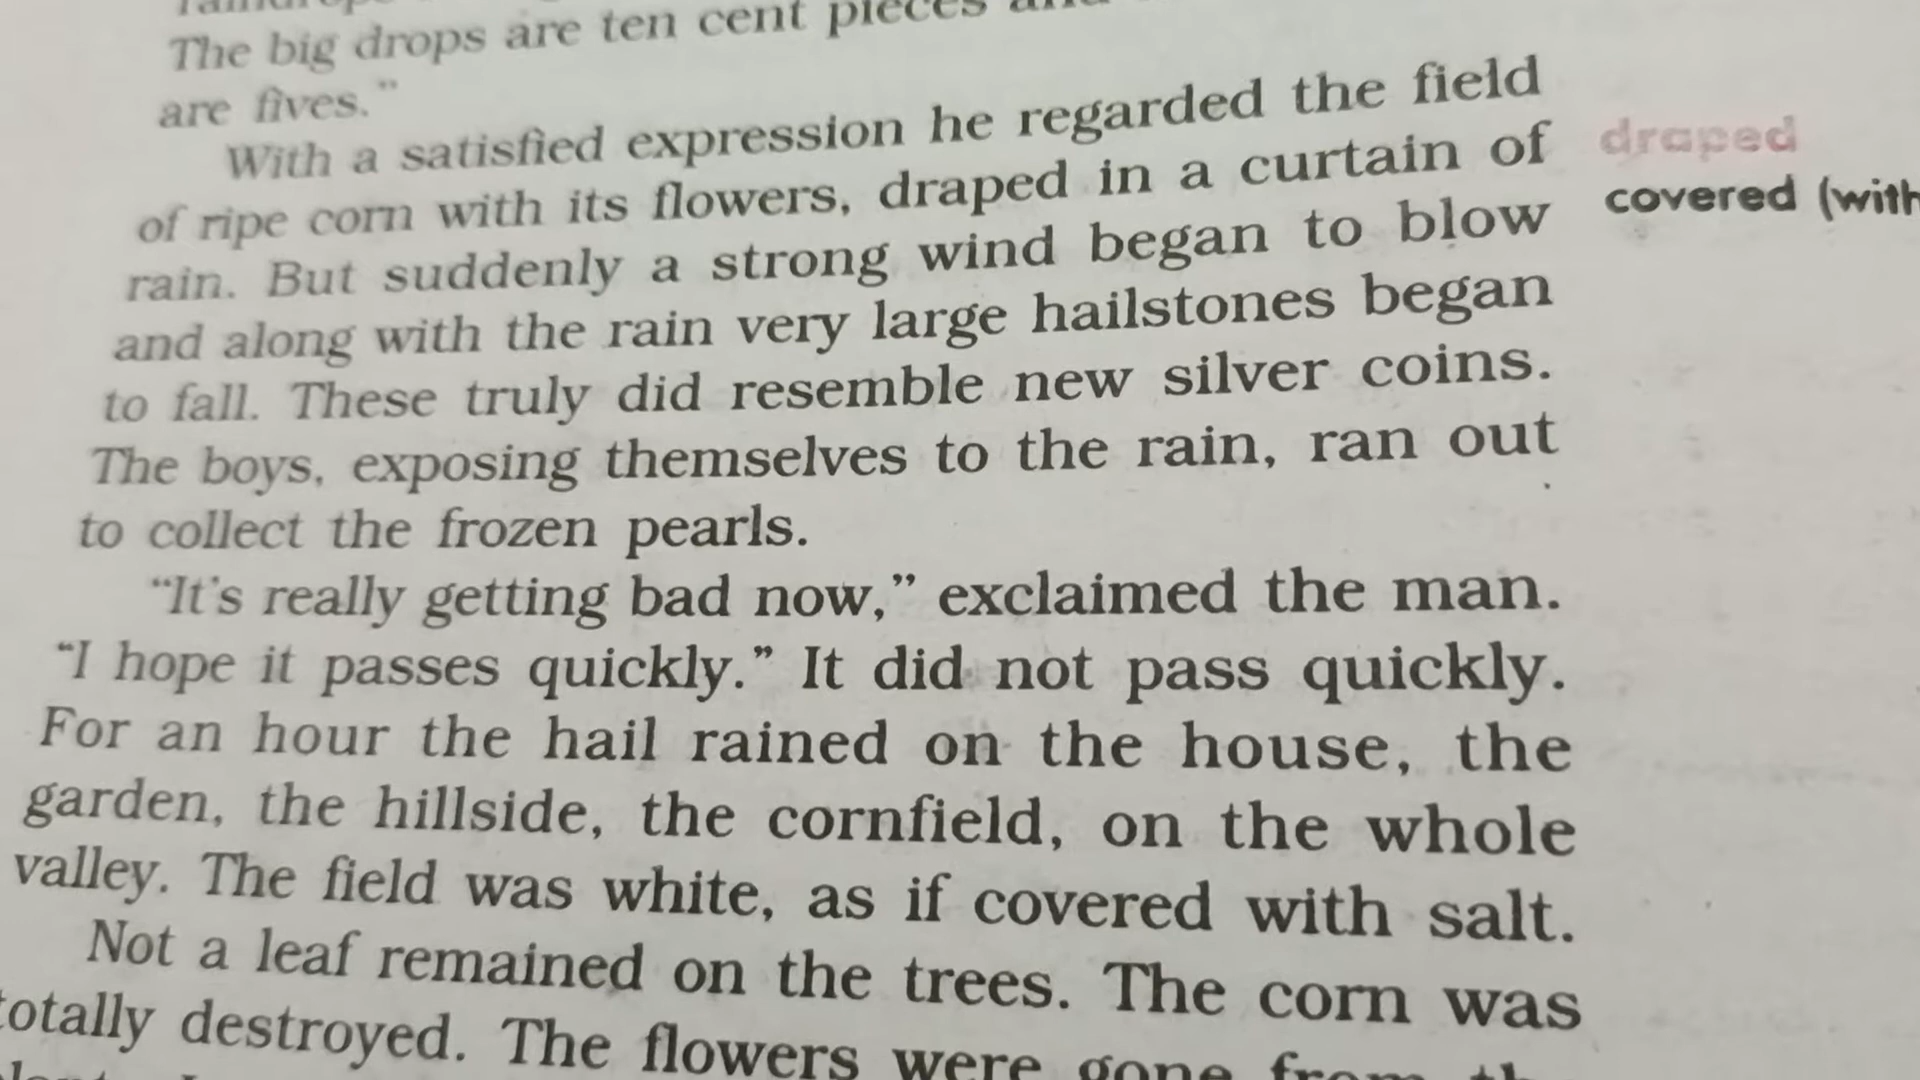 The big drops are ten cent pieces
are fives."
With a satisfied expression he regarded the field
of ripe corn with its flowers, draped in a curtain of
rain. But suddenly a strong wind began to blow
and along with the rain very large hailstones began
to fall. These truly did resemble new silver coins.
The boys, exposing themselves to the rain, ran out
to collect the frozen pearls.
"It's really getting bad now," exclaimed the man.
"I hope it passes quickly." It did not pass quickly.
For an hour the hail rained on the house, the
garden, the hillside, the cornfield, on the whole
valley. The field was white, as if covered with salt.
Not a leaf remained on the trees. The corn was
totally destroyed. The flowers were gone from
draped
covered (with